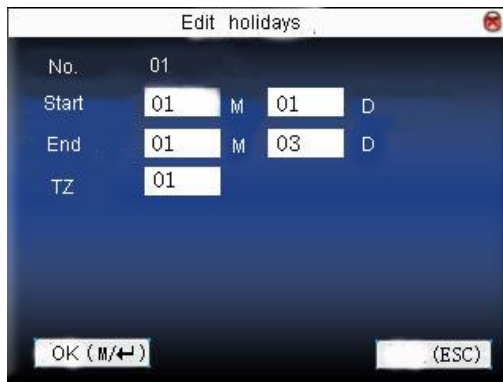 Edit holidays
No. 01
Start 01 M 01 D
End 01 M 03 D
TZ 01
OK (M/↵) (ESC)